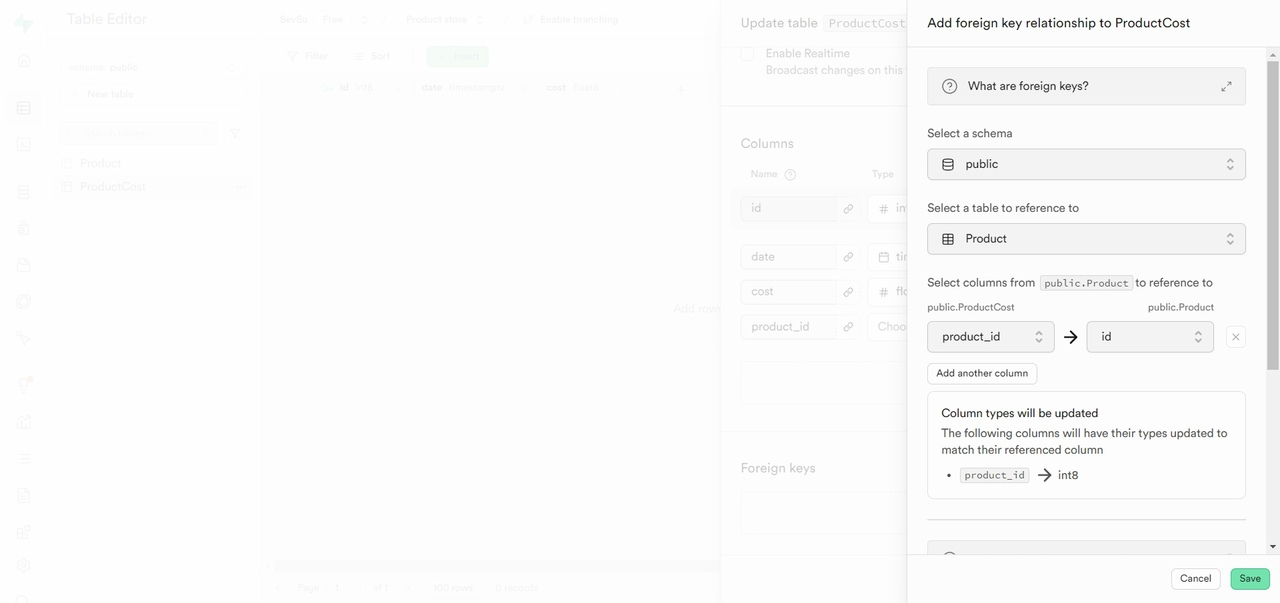 Table Editor
SavSu
Free
/
Product store
/
Enable branching
schema: public
New table
Product
ProductCost
Filter
Sort
Insert
id int8
date timestamptz
cost float8
Add rows
Page 1 of 1
100 rows
0 records
Update table ProductCost
Enable Realtime
Broadcast changes on this
Columns
Name
Type
id
date
cost
product_id
Choo
Foreign keys
Add foreign key relationship to ProductCost
What are foreign keys?
Select a schema
public
Select a table to reference to
Product
Select columns from public.Product to reference to
public.ProductCost
public.Product
product_id
id
Add another column
Column types will be updated
The following columns will have their types updated to
match their referenced column
• product_id → int8
Cancel
Save